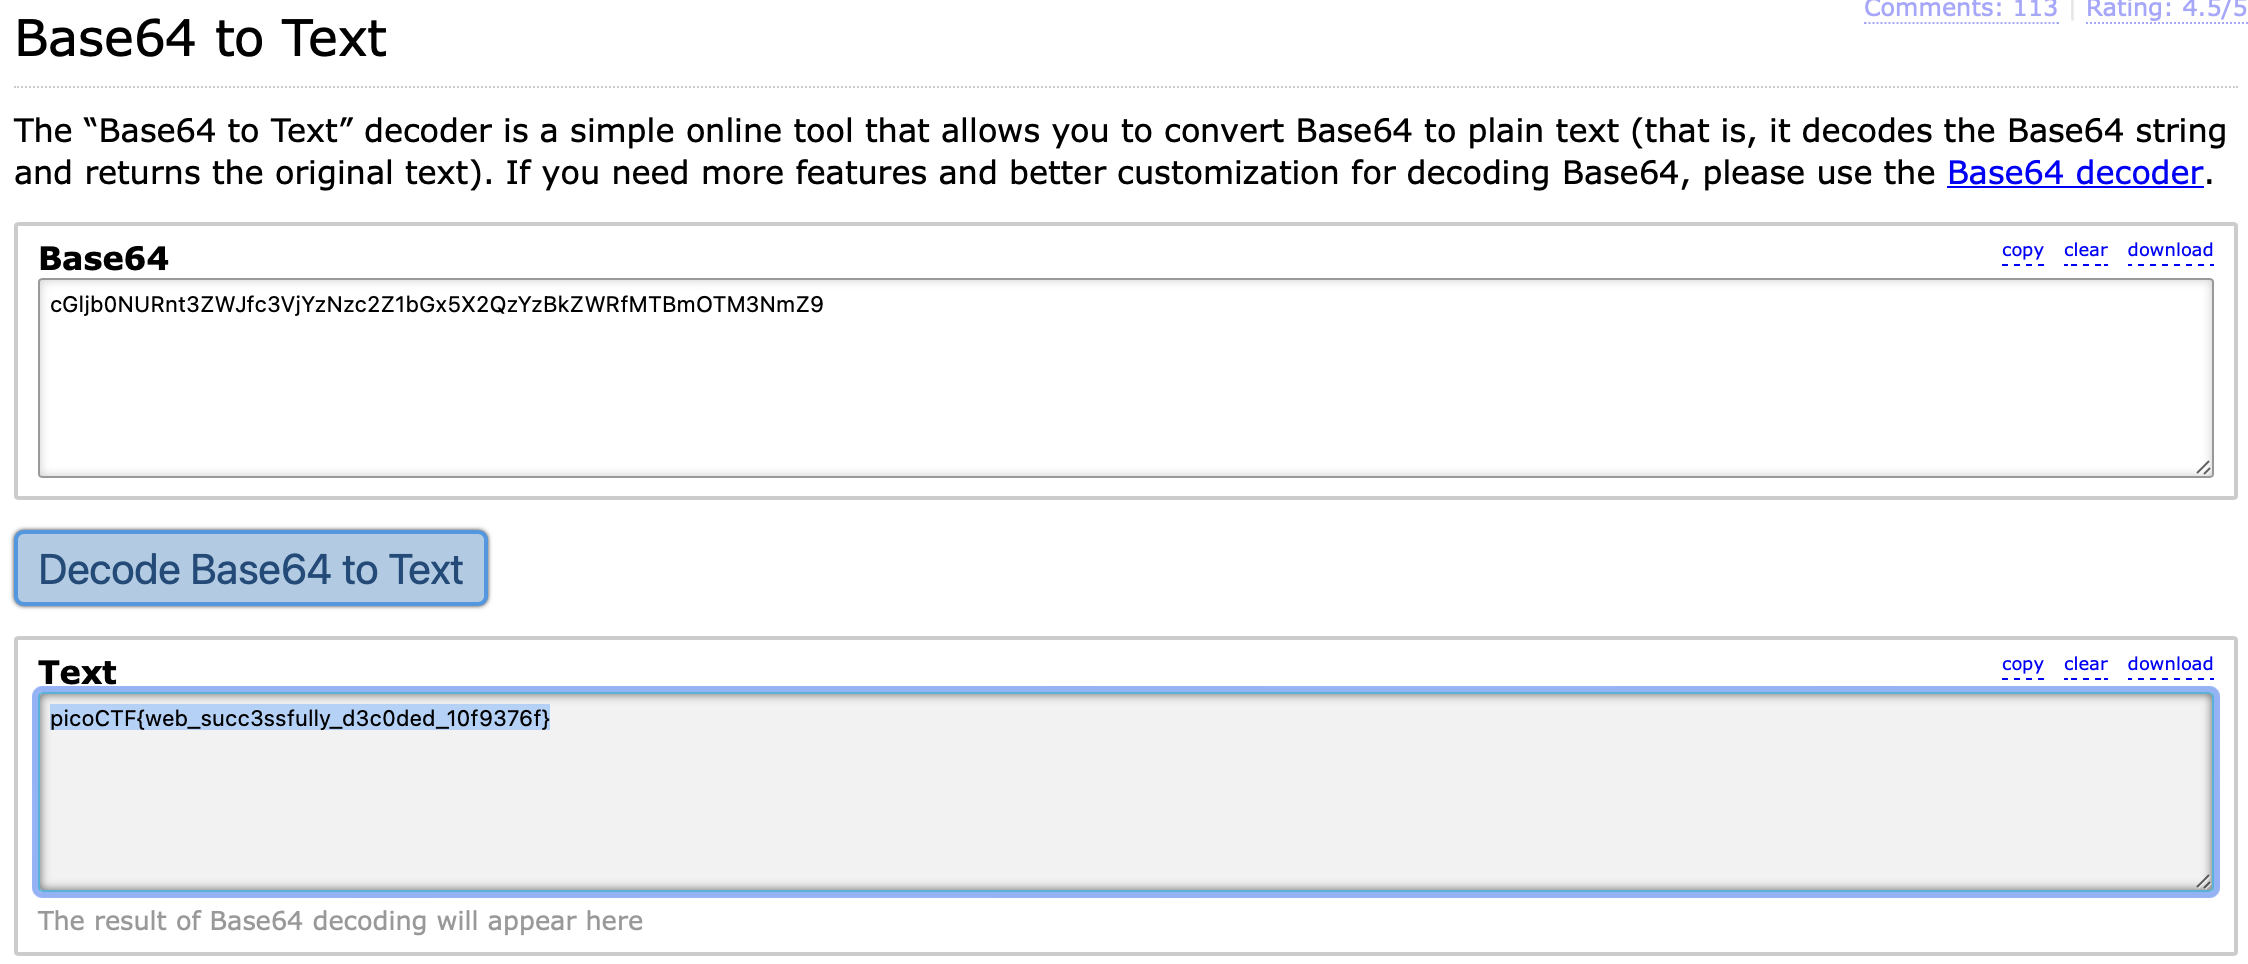 Comments: 113 | Rating: 4.5/5
Base64 to Text
The “Base64 to Text” decoder is a simple online tool that allows you to convert Base64 to plain text (that is, it decodes the Base64 string
and returns the original text). If you need more features and better customization for decoding Base64, please use the Base64 decoder.
Base64
copy clear download
cGljb0NURnt3ZWJfc3VjYzNzc2Z1bGx5X2QzYzBkZWRfMTBmOTM3NmZ9
Decode Base64 to Text
Text
copy clear download
picoCTF{web_succ3ssfully_d3c0ded_10f9376f}
The result of Base64 decoding will appear here